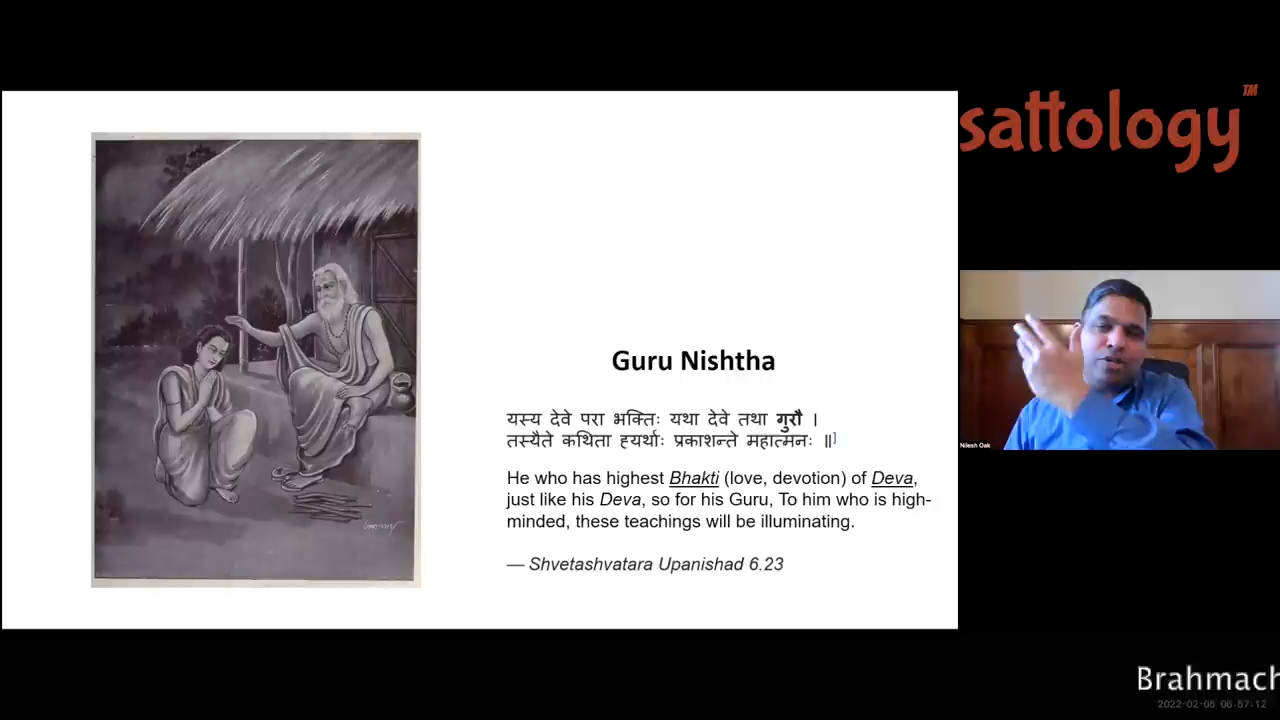 sattology™
Guru Nishtha
यस्य देवे परा भक्तिः यथा देवे तथा गुरौ ।
तस्यैते कथिता ह्यर्थाः प्रकाशन्ते महात्मनः ॥]
He who has highest Bhakti (love, devotion) of Deva,
just like his Deva, so for his Guru, To him who is high-
minded, these teachings will be illuminating.
— Shvetashvatara Upanishad 6.23
Nilesh Oak
Brahmach
2022-02-06 06:57:12